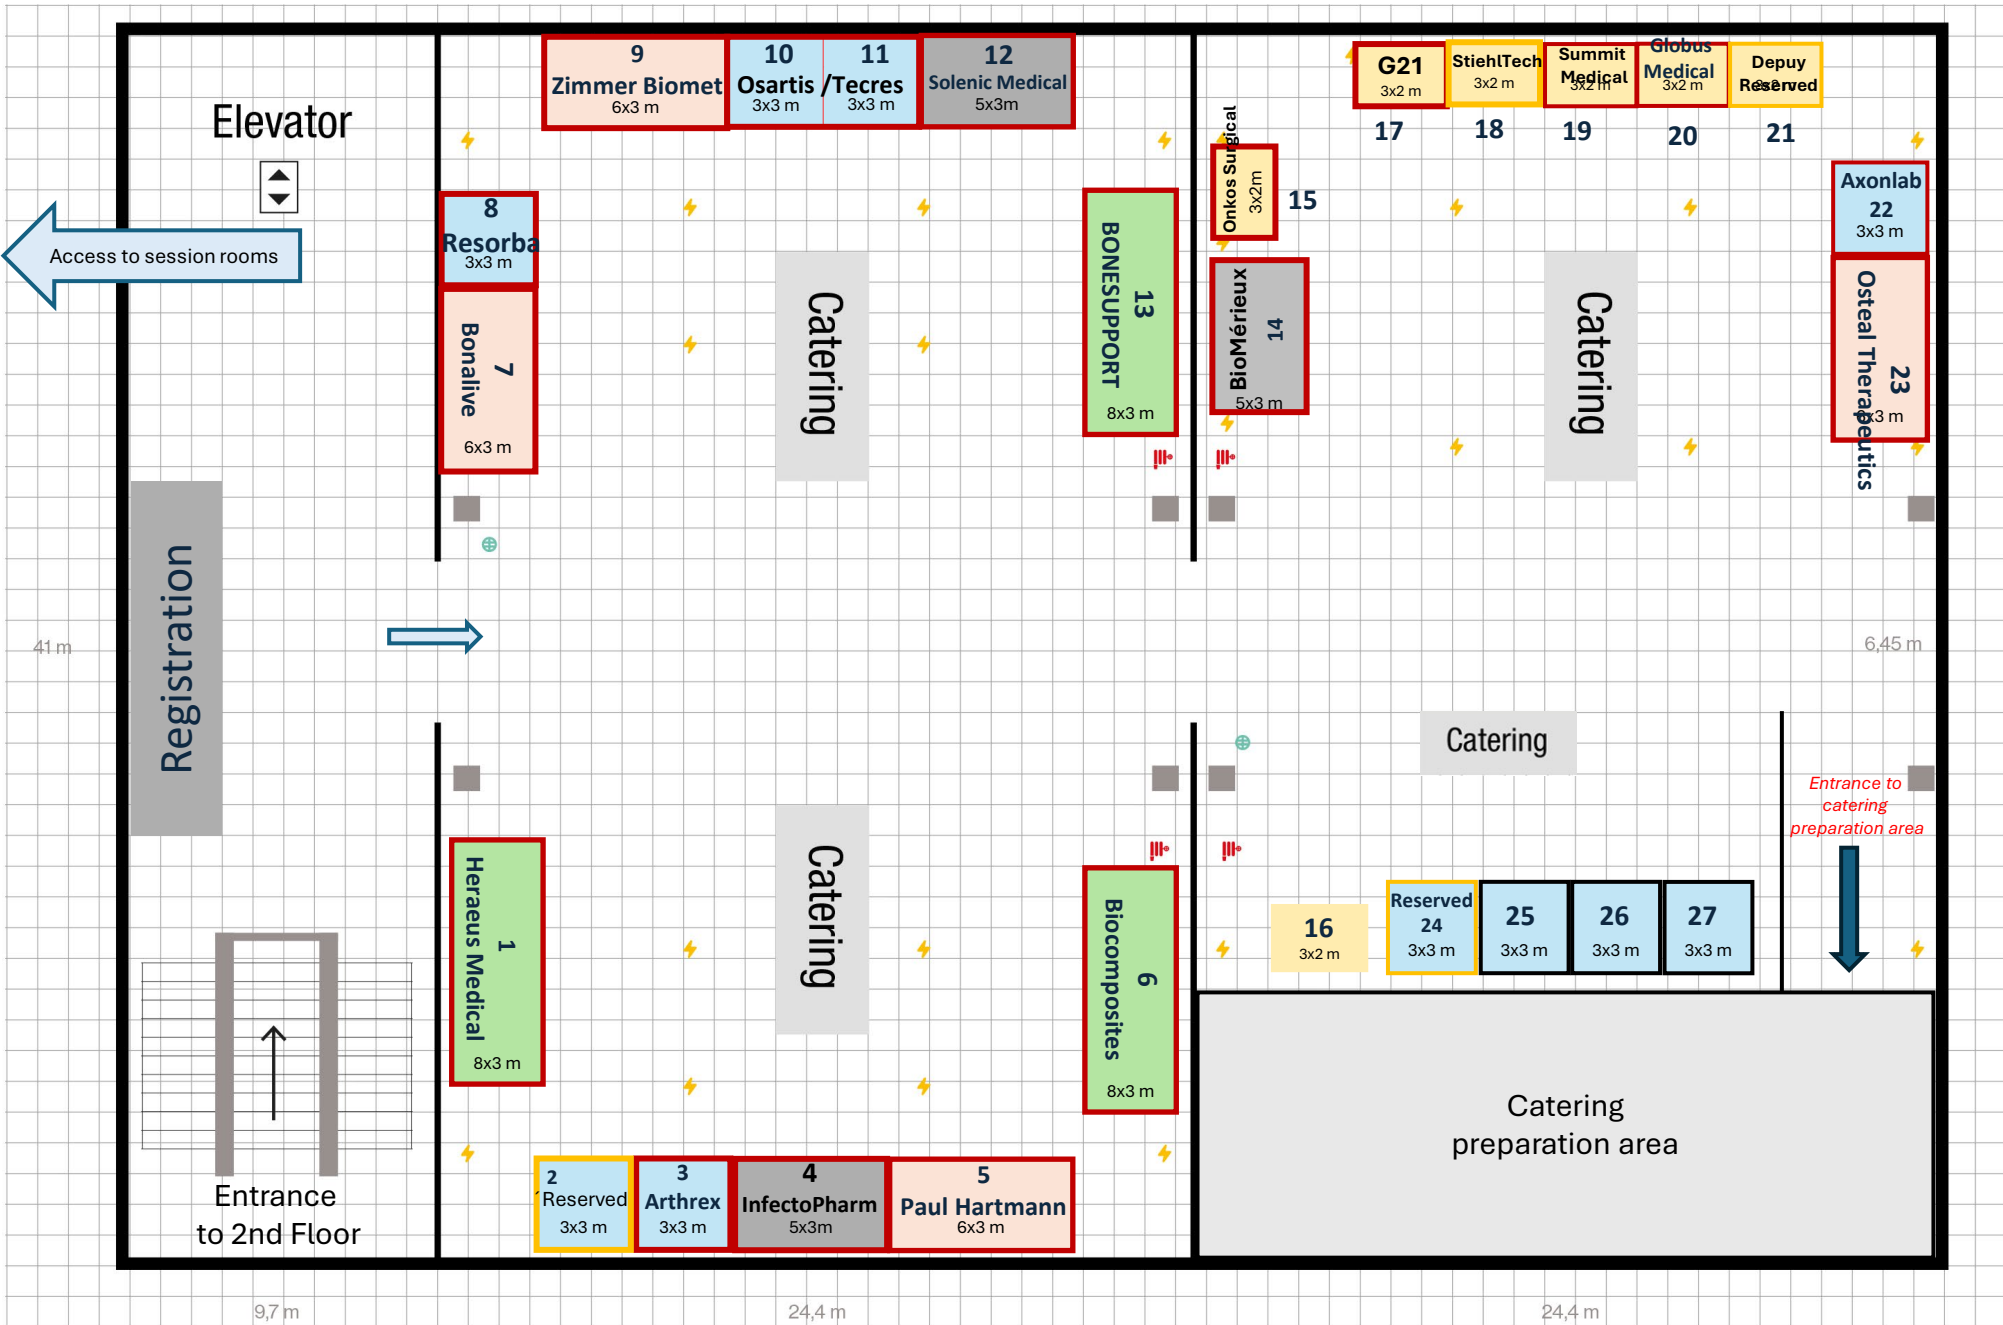 Elevator
Access to session rooms
Registration
Entrance
to 2nd Floor
41 m
9,7 m
24,4 m
24,4 m
6,45 m
9
Zimmer Biomet
6x3 m
10
11
Osartis /Tecres
3x3 m
3x3 m
12
Solenic Medical
5x3m
8
Resorba
3x3 m
7
Bonalive
6x3 m
Catering
13
BONESUPPORT
8x3 m
G21
3x2 m
17
StiehlTech
3x2 m
18
Summit
Medical
3x2 m
19
Globus
Medical
3x2 m
20
Depuy
Reserved
3x2 m
21
Onkos Surgical
3x2m
15
BioMérieux
14
5x3 m
Catering
Axonlab
22
3x3 m
Osteal Therapeutics
23
6x3 m
Heraeus Medical
1
8x3 m
Catering
Biocomposites
6
8x3 m
2
´Reserved
3x3 m
3
Arthrex
3x3 m
4
InfectoPharm
5x3m
5
Paul Hartmann
6x3 m
Catering
Entrance to
catering
preparation area
16
3x2 m
Reserved
24
3x3 m
25
3x3 m
26
3x3 m
27
3x3 m
Catering
preparation area